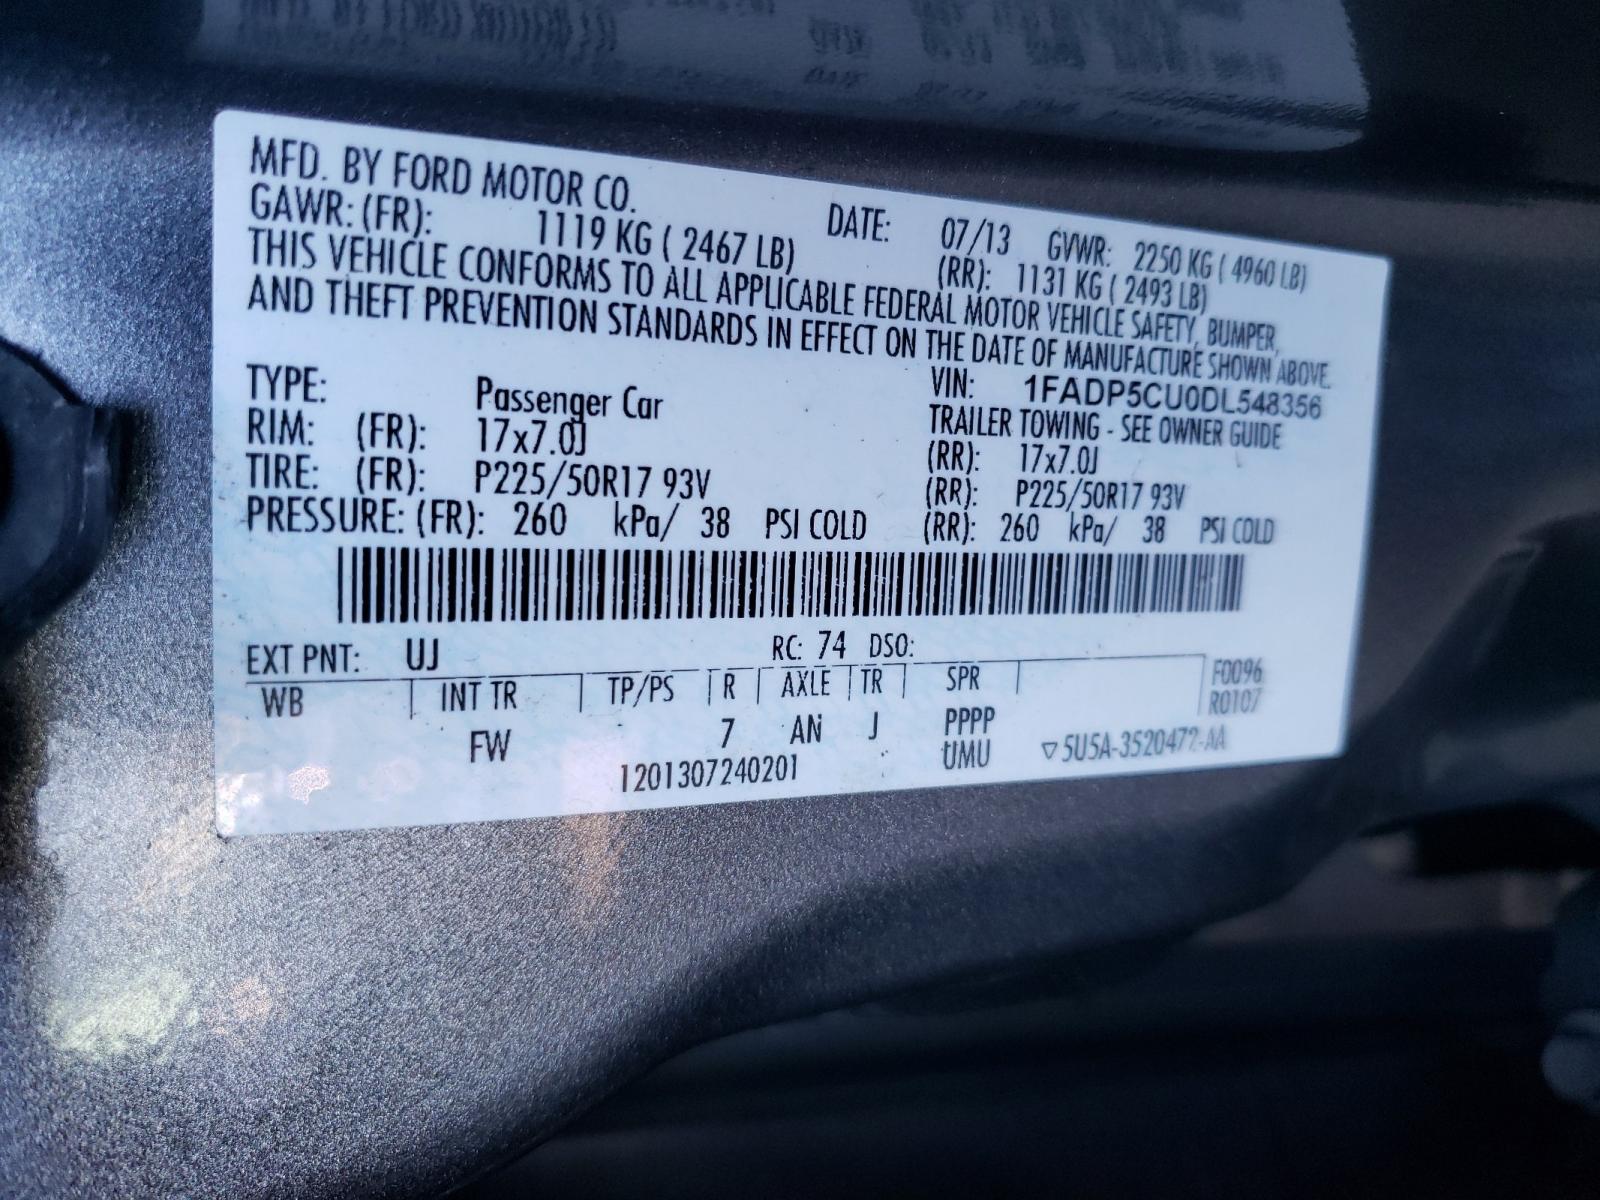 MFD. BY FORD MOTOR CO. DATE: 07/13 GVWR: 2250 KG ( 4960 LB)
GAWR: (FR): 1119 KG ( 2467 LB) (RR): 1131 KG ( 2493 LB)
THIS VEHICLE CONFORMS TO ALL APPLICABLE FEDERAL MOTOR VEHICLE SAFETY, BUMPER,
AND THEFT PREVENTION STANDARDS IN EFFECT ON THE DATE OF MANUFACTURE SHOWN ABOVE.
VIN: 1FADP5CU0DL548356
TYPE: Passenger Car TRAILER TOWING - SEE OWNER GUIDE
RIM: (FR): 17x7.0J (RR): 17x7.0J
TIRE: (FR): P225/50R17 93V (RR): P225/50R17 93V
PRESSURE: (FR): 260 kPa/ 38 PSI COLD (RR): 260 kPa/ 38 PSI COLD
EXT PNT: UJ RC: 74 DSO:
WB INT TR TP/PS R AXLE TR SPR F0096
R0107
FW 7 AN J PPPP
UMU ▽5U5A-3520472-AA
1201307240201